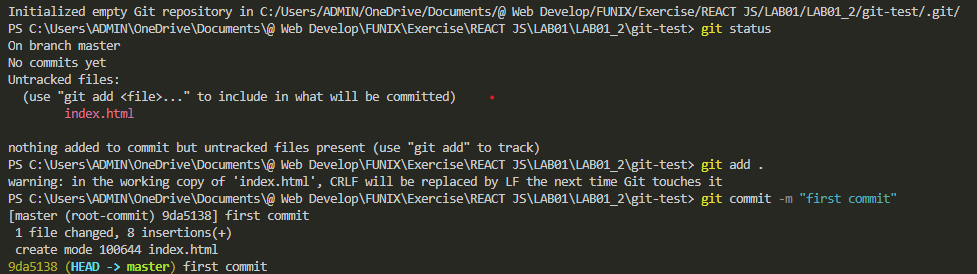 Initialized empty Git repository in C:/Users/ADMIN/OneDrive/Documents/@ Web Develop/FUNIX/Exercise/REACT JS/LAB01/LAB01_2/git-test/.git/
PS C:\Users\ADMIN\OneDrive\Documents\@ Web Develop\FUNIX\Exercise\REACT JS\LAB01\LAB01_2\git-test> git status
On branch master
No commits yet
Untracked files:
  (use "git add <file>..." to include in what will be committed)
        index.html

nothing added to commit but untracked files present (use "git add" to track)
PS C:\Users\ADMIN\OneDrive\Documents\@ Web Develop\FUNIX\Exercise\REACT JS\LAB01\LAB01_2\git-test> git add .
warning: in the working copy of 'index.html', CRLF will be replaced by LF the next time Git touches it
PS C:\Users\ADMIN\OneDrive\Documents\@ Web Develop\FUNIX\Exercise\REACT JS\LAB01\LAB01_2\git-test> git commit -m "first commit"
[master (root-commit) 9da5138] first commit
 1 file changed, 8 insertions(+)
 create mode 100644 index.html
9da5138 (HEAD -> master) first commit